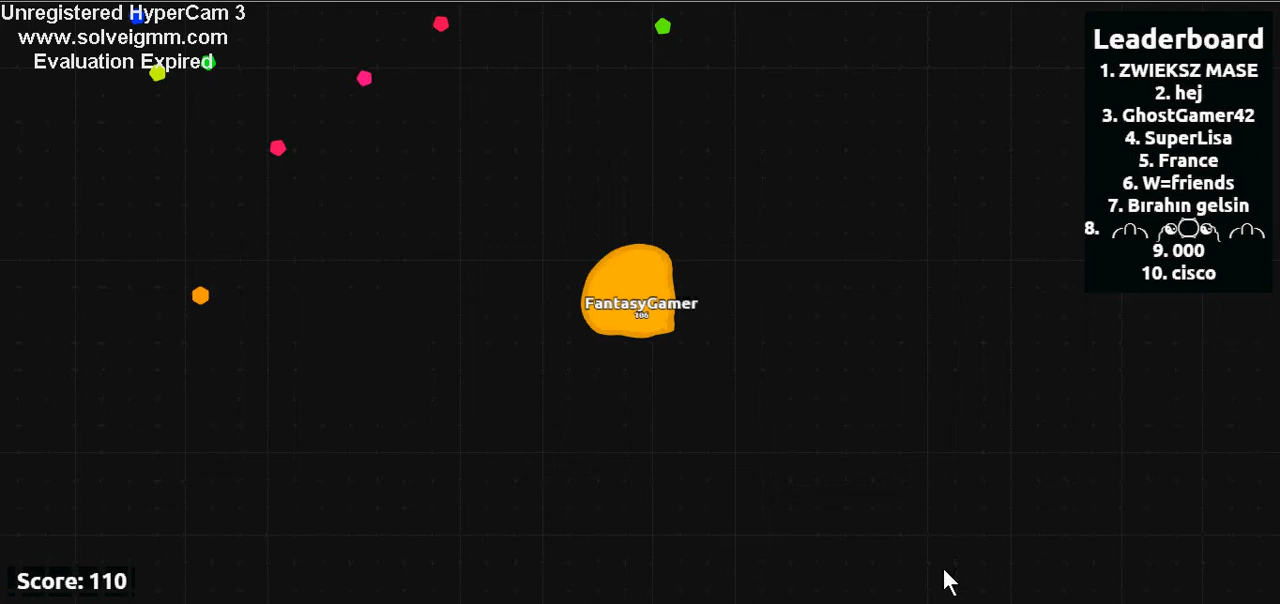 Unregistered HyperCam 3
www.solveigmm.com
Evaluation Expired
Leaderboard
1. ZWIEKSZ MASE
2. hej
3. GhostGamer42
4. SuperLisa
5. France
6. W=friends
7. Bırahın gelsin
8.
9. 000
10. cisco
FantasyGamer
106
Score: 110